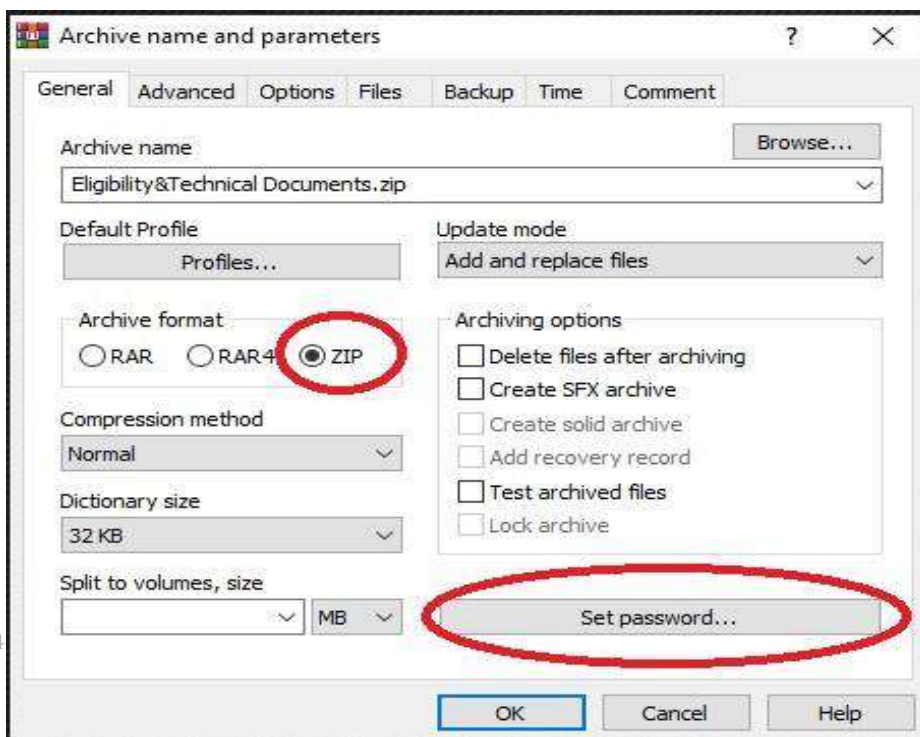 Archive name and parameters ? X
General Advanced Options Files Backup Time Comment
Archive name
Browse...
Eligibility&Technical Documents.zip
Default Profile
Profiles...
Update mode
Add and replace files
Archive format
RAR RAR4 ZIP
Compression method
Normal
Dictionary size
32 KB
Split to volumes, size
MB
Archiving options
Delete files after archiving
Create SFX archive
Create solid archive
Add recovery record
Test archived files
Lock archive
Set password...
OK Cancel Help